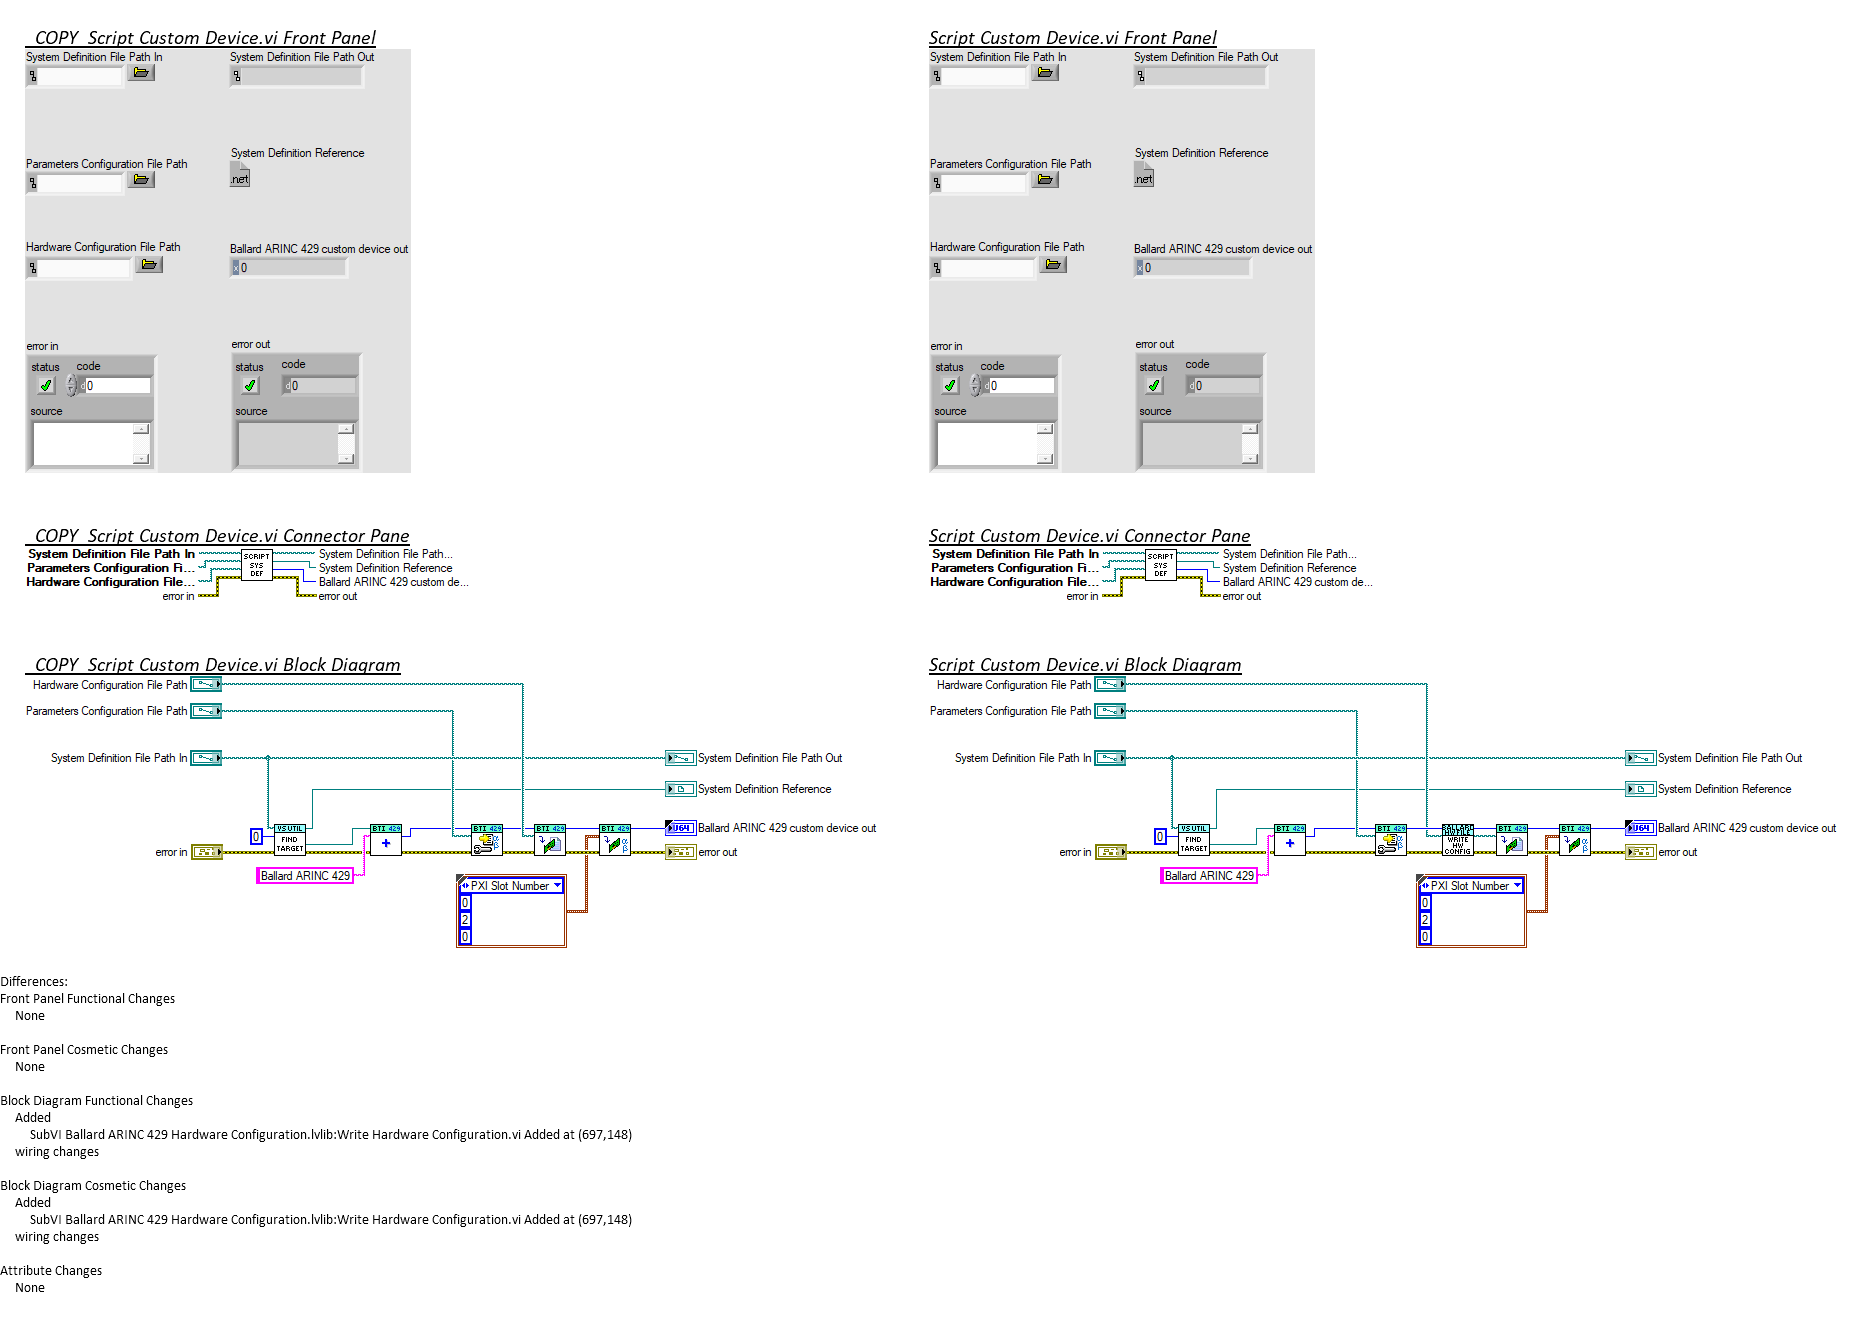 _COPY_Script Custom Device.vi Front Panel
System Definition File Path In
System Definition File Path Out
Parameters Configuration File Path
System Definition Reference
.net
Hardware Configuration File Path
Ballard ARINC 429 custom device out
x 0
error in
error out
status
code
d 0
status
code
d 0
source
source
Script Custom Device.vi Front Panel
System Definition File Path In
System Definition File Path Out
Parameters Configuration File Path
System Definition Reference
.net
Hardware Configuration File Path
Ballard ARINC 429 custom device out
x 0
error in
error out
status
code
d 0
status
code
d 0
source
source
_COPY_Script Custom Device.vi Connector Pane
System Definition File Path In
Parameters Configuration Fi...
Hardware Configuration File...
error in
SCRIPT
SYS
DEF
System Definition File Path...
System Definition Reference
Ballard ARINC 429 custom de...
error out
Script Custom Device.vi Connector Pane
System Definition File Path In
Parameters Configuration Fi...
Hardware Configuration File...
error in
SCRIPT
SYS
DEF
System Definition File Path...
System Definition Reference
Ballard ARINC 429 custom de...
error out
_COPY_Script Custom Device.vi Block Diagram
Hardware Configuration File Path
Parameters Configuration File Path
System Definition File Path In
System Definition File Path Out
System Definition Reference
0
VS UTIL
FIND
TARGET
BTI 429
+
BTI 429
BTI 429
BTI 429
U64
Ballard ARINC 429 custom device out
error in
error out
Ballard ARINC 429
PXI Slot Number
0
2
0
Script Custom Device.vi Block Diagram
Hardware Configuration File Path
Parameters Configuration File Path
System Definition File Path In
System Definition File Path Out
System Definition Reference
0
VS UTIL
FIND
TARGET
BTI 429
+
BTI 429
BALLARD
HWFILE
WRITE
HW
CONFIG
BTI 429
BTI 429
U64
Ballard ARINC 429 custom device out
error in
error out
Ballard ARINC 429
PXI Slot Number
0
2
0
Differences:
Front Panel Functional Changes
None
Front Panel Cosmetic Changes
None
Block Diagram Functional Changes
Added
SubVI Ballard ARINC 429 Hardware Configuration.lvlib:Write Hardware Configuration.vi Added at (697,148)
wiring changes
Block Diagram Cosmetic Changes
Added
SubVI Ballard ARINC 429 Hardware Configuration.lvlib:Write Hardware Configuration.vi Added at (697,148)
wiring changes
Attribute Changes
None